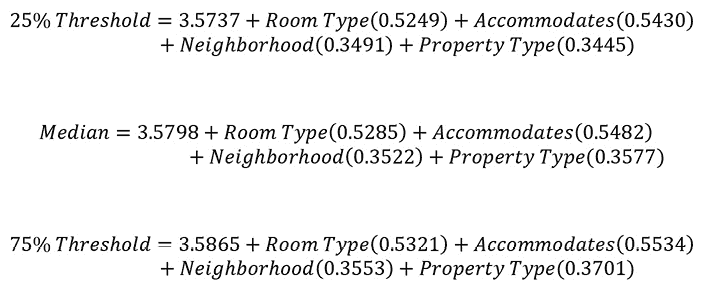 25% Threshold = 3.5737 + Room Type(0.5249) + Accommodates(0.5430)
+ Neighborhood(0.3491) + Property Type(0.3445)
Median = 3.5798 + Room Type(0.5285) + Accommodates(0.5482)
+ Neighborhood(0.3522) + Property Type(0.3577)
75% Threshold = 3.5865 + Room Type(0.5321) + Accommodates(0.5534)
+ Neighborhood(0.3553) + Property Type(0.3701)